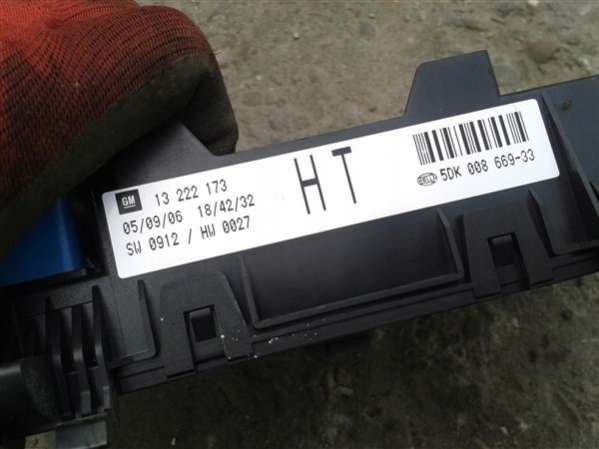 GM 13 222 173
05/09/06 18/42/32
SW 0912 / HW 0027
HT
HELLA 5DK 008 669-33